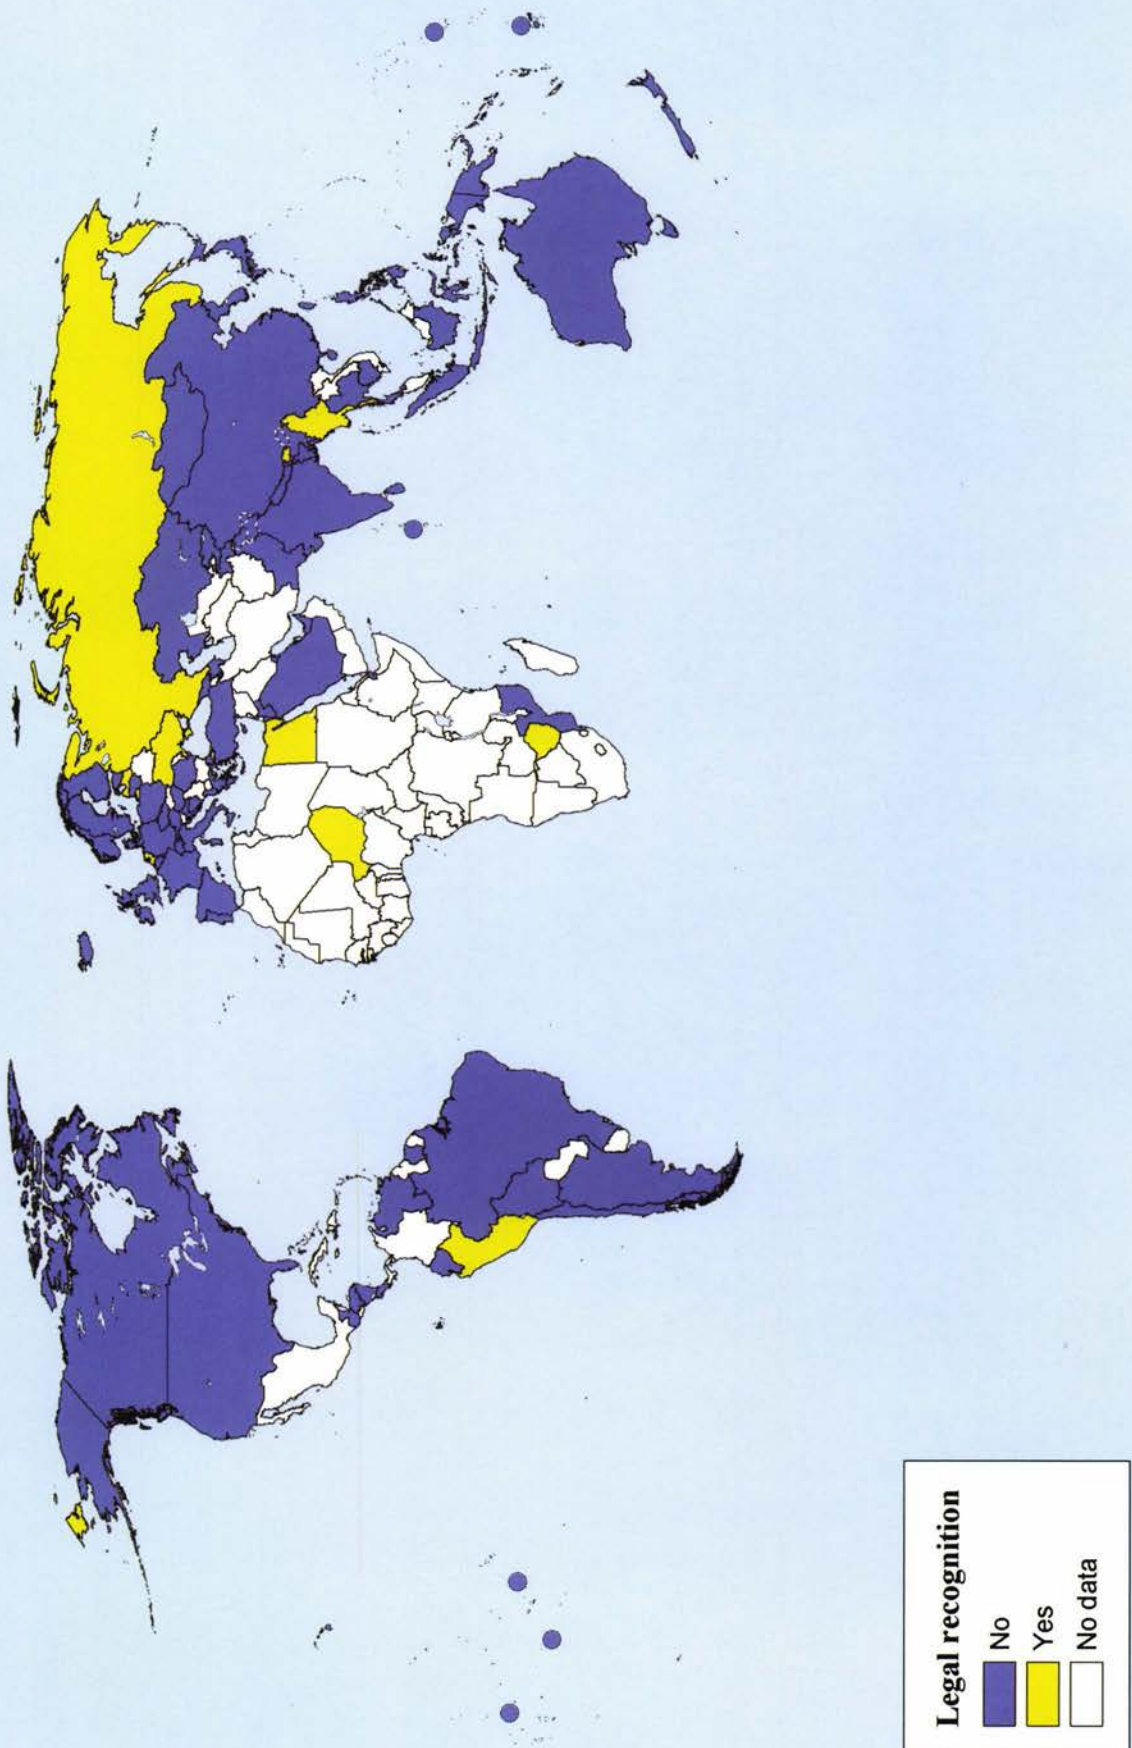 Legal recognition
No
Yes
No data